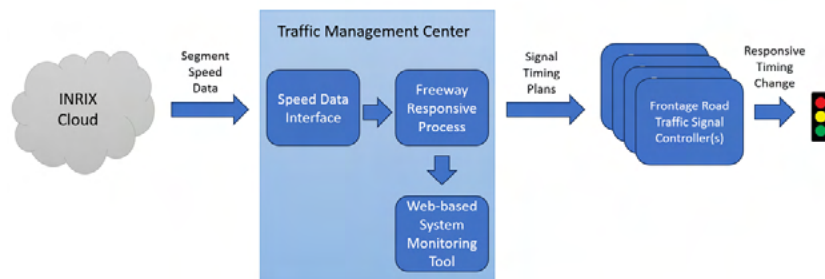 INRIX
Cloud
Segment
Speed
Data
Traffic Management Center
Speed Data
Interface
Freeway
Responsive
Process
Web-based
System
Monitoring
Tool
Signal
Timing
Plans
Frontage Road
Traffic Signal
Controller(s)
Responsive
Timing
Change